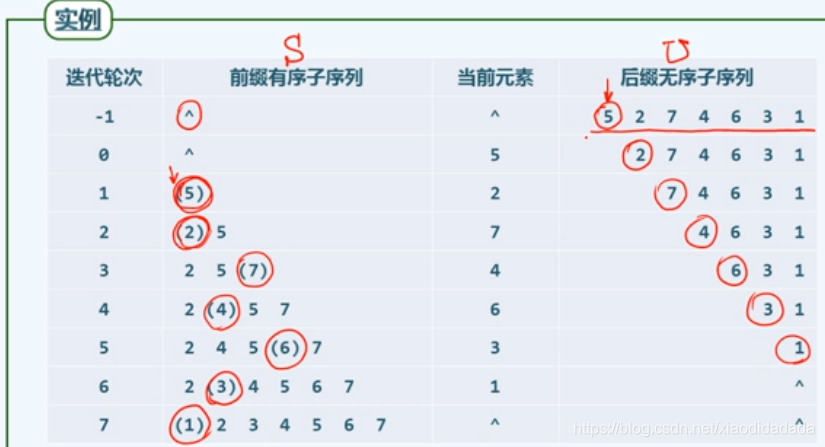 实例
S U
迭代轮次 前缀有序子序列 当前元素 后缀无序子序列
-1 ^ ^ 5 2 7 4 6 3 1
0 ^ 5 2 7 4 6 3 1
1 (5) 2 7 4 6 3 1
2 (2) 5 7 4 6 3 1
3 2 5 (7) 4 6 3 1
4 2 (4) 5 7 6 3 1
5 2 4 5 (6) 7 3 1
6 2 (3) 4 5 6 7 1 ^
7 (1) 2 3 4 5 6 7 ^ ^
https://blog.csdn.net/xiaodidadada